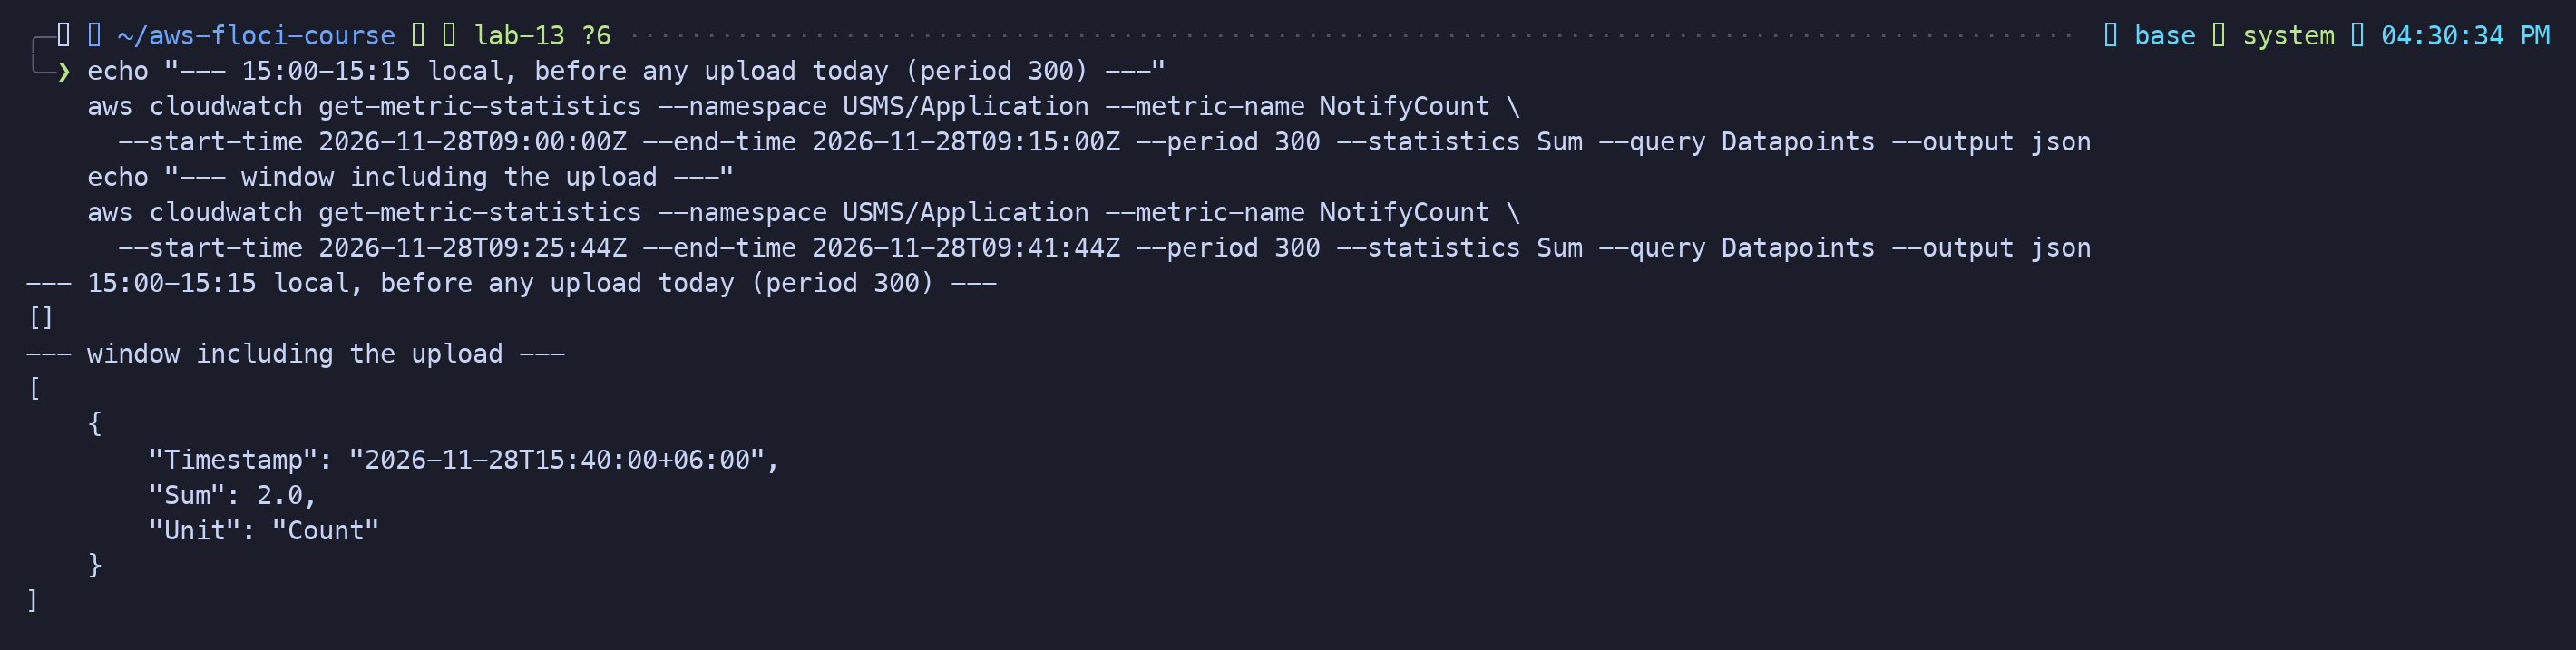 ~/aws-floci-course lab-13 ?6 base system 04:30:34 PM
❯ echo "--- 15:00-15:15 local, before any upload today (period 300) ---"
aws cloudwatch get-metric-statistics --namespace USMS/Application --metric-name NotifyCount \
--start-time 2026-11-28T09:00:00Z --end-time 2026-11-28T09:15:00Z --period 300 --statistics Sum --query Datapoints --output json
echo "--- window including the upload ---"
aws cloudwatch get-metric-statistics --namespace USMS/Application --metric-name NotifyCount \
--start-time 2026-11-28T09:25:44Z --end-time 2026-11-28T09:41:44Z --period 300 --statistics Sum --query Datapoints --output json
--- 15:00-15:15 local, before any upload today (period 300) ---
[]
--- window including the upload ---
[
{
"Timestamp": "2026-11-28T15:40:00+06:00",
"Sum": 2.0,
"Unit": "Count"
}
]